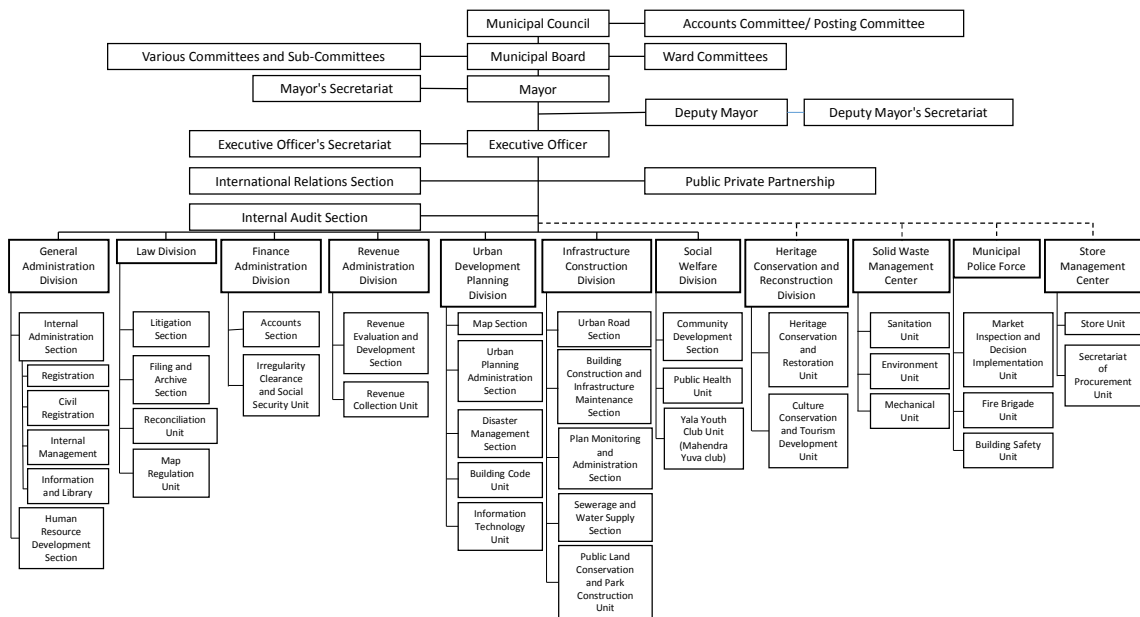 Municipal Council
Accounts Committee/ Posting Committee
Various Committees and Sub-Committees
Municipal Board
Ward Committees
Mayor's Secretariat
Mayor
Deputy Mayor
Deputy Mayor's Secretariat
Executive Officer's Secretariat
Executive Officer
International Relations Section
Public Private Partnership
Internal Audit Section
General
Administration
Division
Law Division
Finance
Administration
Division
Revenue
Administration
Division
Urban
Development
Planning
Division
Infrastructure
Construction
Division
Social
Welfare
Division
Heritage
Conservation and
Reconstruction
Division
Solid Waste
Management
Center
Municipal
Police Force
Store
Management
Center
Internal
Administration
Section
Registration
Civil
Registration
Internal
Management
Information
and Library
Human
Resource
Development
Section
Litigation
Section
Filing and
Archive
Section
Reconciliation
Unit
Map
Regulation
Unit
Accounts
Section
Irregularity
Clearance
and Social
Security Unit
Revenue
Evaluation and
Development
Section
Revenue
Collection Unit
Map Section
Urban
Planning
Administration
Section
Disaster
Management
Section
Building Code
Unit
Information
Technology
Unit
Urban Road
Section
Building
Construction and
Infrastructure
Maintenance
Section
Plan
Monitoring and
Administration
Section
Sewerage and
Water Supply
Section
Public Land
Conservation
and Park
Construction
Unit
Community
Development
Section
Public Health
Unit
Yala Youth
Club Unit
(Mahendra
Yuva club)
Heritage
Conservation
and
Restoration
Unit
Culture
Conservation
and Tourism
Development
Unit
Sanitation
Unit
Environment
Unit
Mechanical
Unit
Market
Inspection and
Decision
Implementation
Unit
Fire Brigade
Unit
Building Safety
Unit
Store Unit
Secretariat
of
Procurement
Unit